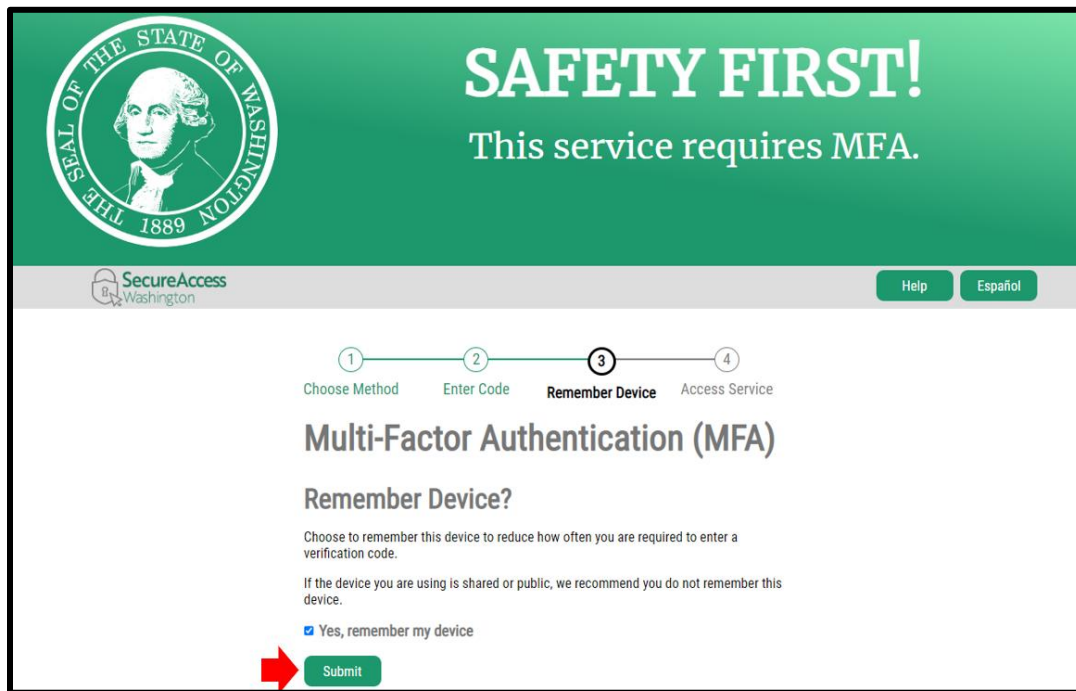 THE SEAL OF THE STATE OF WASHINGTON
1889
SAFETY FIRST!
This service requires MFA.
SecureAccess
Washington
Help
Español
1
2
3
4
Choose Method
Enter Code
Remember Device
Access Service
Multi-Factor Authentication (MFA)
Remember Device?
Choose to remember this device to reduce how often you are required to enter a
verification code.
If the device you are using is shared or public, we recommend you do not remember this
device.
Yes, remember my device
Submit